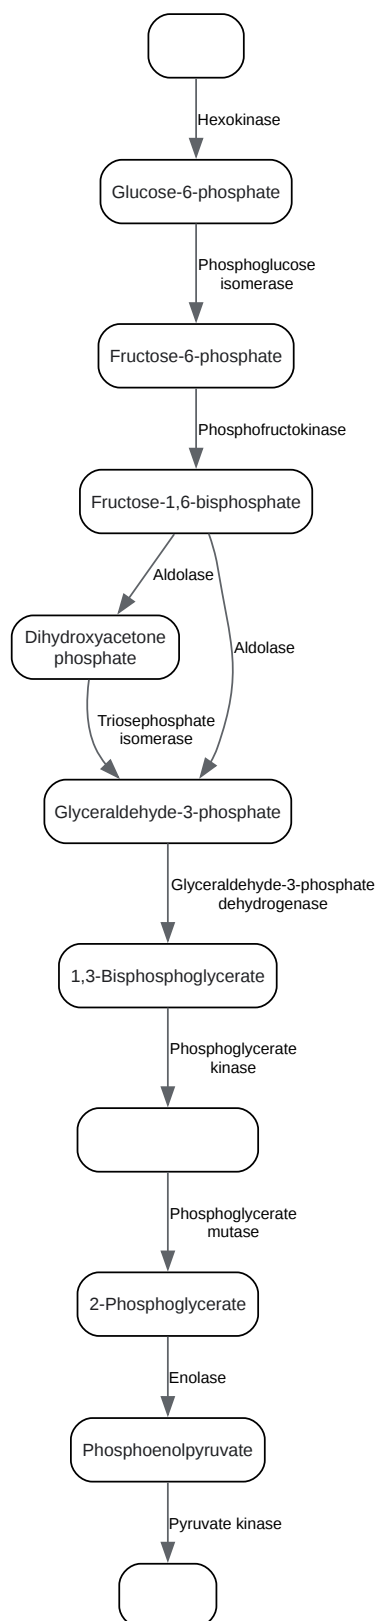 Hexokinase
Glucose-6-phosphate
Phosphoglucose
isomerase
Fructose-6-phosphate
Phosphofructokinase
Fructose-1,6-bisphosphate
Aldolase
Dihydroxyacetone
phosphate
Aldolase
Triosephosphate
isomerase
Glyceraldehyde-3-phosphate
Glyceraldehyde-3-phosphate
dehydrogenase
1,3-Bisphosphoglycerate
Phosphoglycerate
kinase
Phosphoglycerate
mutase
2-Phosphoglycerate
Enolase
Phosphoenolpyruvate
Pyruvate kinase